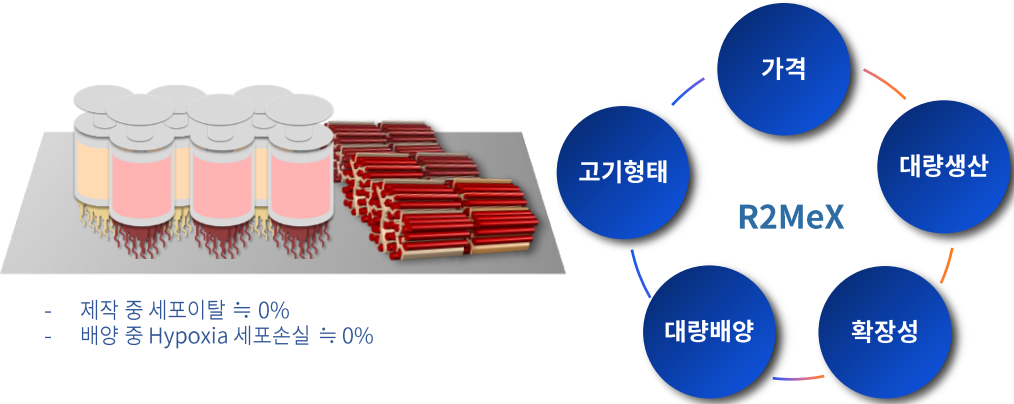 - 제작 중 세포이탈 ≒ 0%
- 배양 중 Hypoxia 세포손실 ≒ 0%
가격
고기형태
대량생산
R2MeX
대량배양
확장성